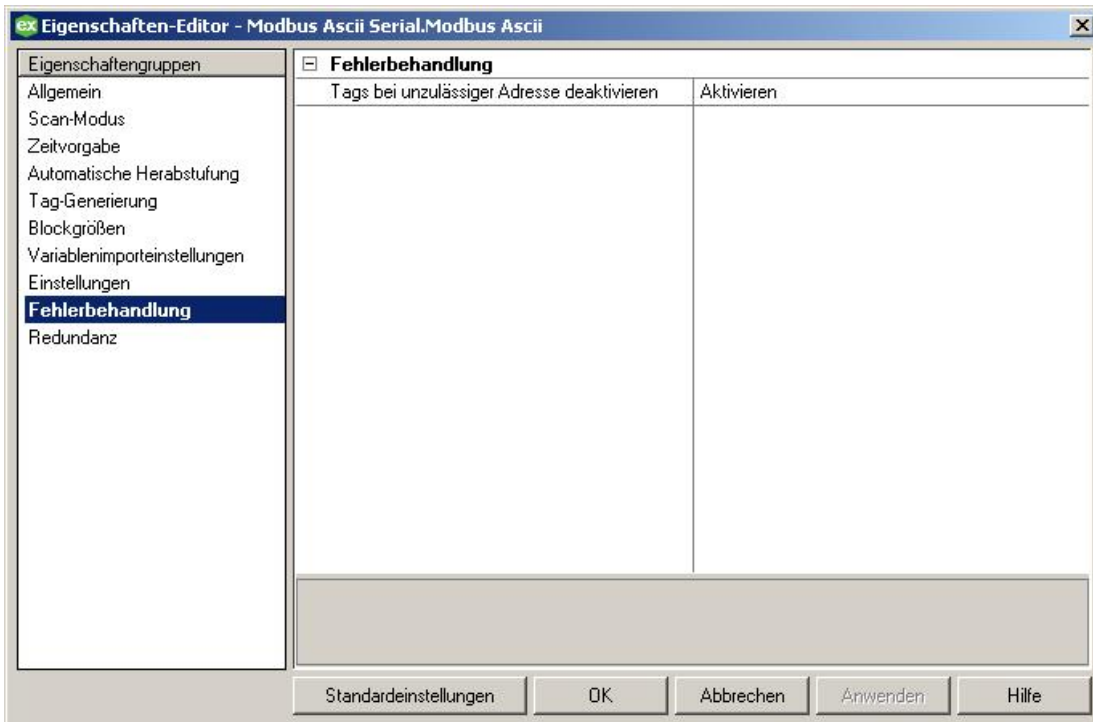 ex Eigenschaften-Editor - Modbus Ascii Serial.Modbus Ascii
Eigenschaftengruppen
Allgemein
Scan-Modus
Zeitvorgabe
Automatische Herabstufung
Tag-Generierung
Blockgrößen
Variablenimporteinstellungen
Einstellungen
Fehlerbehandlung
Redundanz
Fehlerbehandlung
Tags bei unzulässiger Adresse deaktivieren Aktivieren
Standardeinstellungen OK Abbrechen Anwenden Hilfe